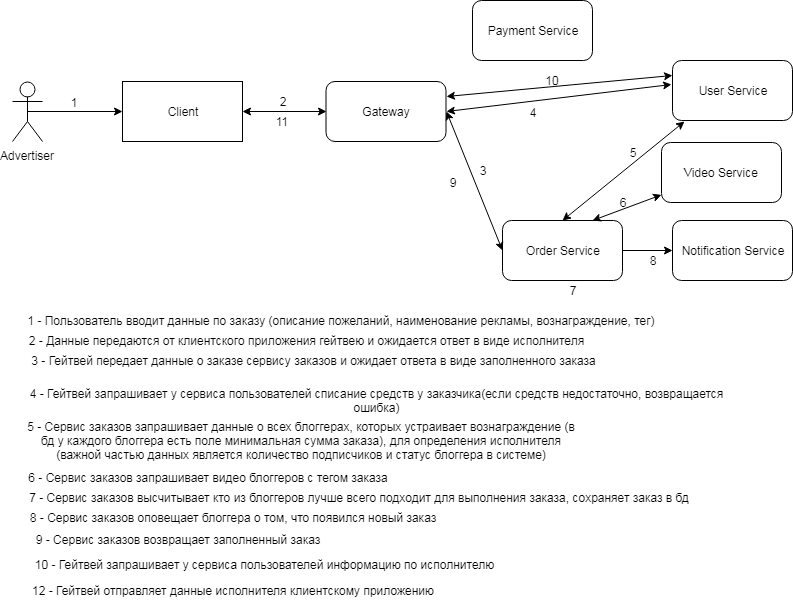 Payment Service
10
User Service
1
Client
2
11
Gateway
4
Advertiser
5
3
9
Video Service
6
Order Service
8
Notification Service
7
1 - Пользователь вводит данные по заказу (описание пожеланий, наименование рекламы, вознаграждение, тег)
2 - Данные передаются от клиентского приложения гейтвею и ожидается ответ в виде исполнителя
3 - Гейтвей передает данные о заказе сервису заказов и ожидает ответа в виде заполненного заказа
4 - Гейтвей запрашивает у сервиса пользователей списание средств у заказчика(если средств недостаточно, возвращается
ошибка)
5 - Сервис заказов запрашивает данные о всех блоггерах, которых устраивает вознаграждение (в
бд у каждого блоггера есть поле минимальная сумма заказа), для определения исполнителя
(важной частью данных является количество подписчиков и статус блоггера в системе)
6 - Сервис заказов запрашивает видео блоггеров с тегом заказа
7 - Сервис заказов высчитывает кто из блоггеров лучше всего подходит для выполнения заказа, сохраняет заказ в бд
8 - Сервис заказов оповещает блоггера о том, что появился новый заказ
9 - Сервис заказов возвращает заполненный заказ
10 - Гейтвей запрашивает у сервиса пользователей информацию по исполнителю
12 - Гейтвей отправляет данные исполнителя клиентскому приложению